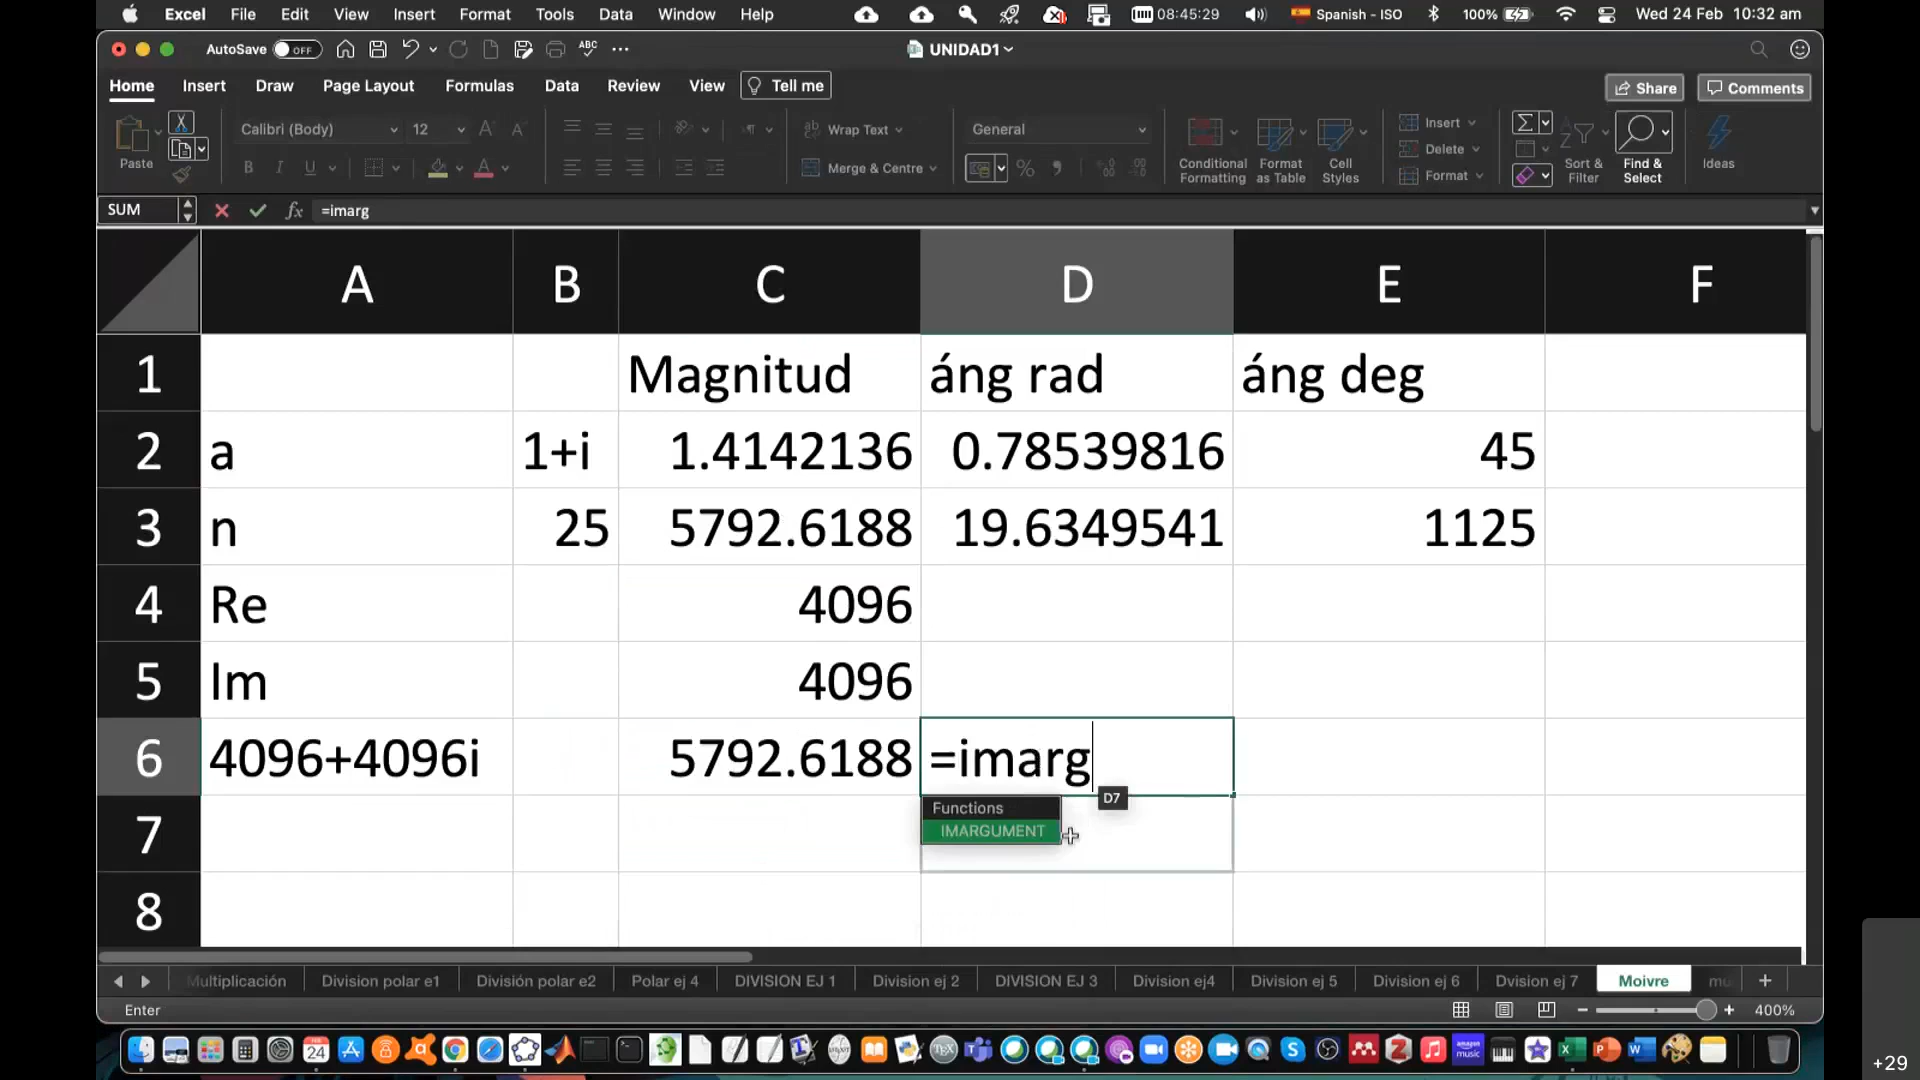 Excel File Edit View Insert Format Tools Data Window Help 08:45:29 Spanish - ISO 100% Wed 24 Feb 10:32 am
AutoSave OFF ABC ... UNIDAD1
Home Insert Draw Page Layout Formulas Data Review View Tell me Share Comments
Paste Calibri (Body) 12 Wrap Text General Insert
B I U Merge & Centre Conditional Formatting Format as Table Cell Styles Delete Format Sort & Filter Find & Select Ideas
SUM fx =imarg
A B C D E F
1 Magnitud áng rad áng deg
2 a 1+i 1.4142136 0.78539816 45
3 n 25 5792.6188 19.6349541 1125
4 Re 4096
5 Im 4096
6 4096+4096i 5792.6188 =imarg
Functions D7
IMARGUMENT
7
8
Multiplicación Division polar e1 División polar e2 Polar ej 4 DIVISION EJ 1 Division ej 2 DIVISION EJ 3 Division ej4 Division ej 5 Division ej 6 Dvision ej 7 Moivre mu
Enter 400%
24 TEX amazon music
+29